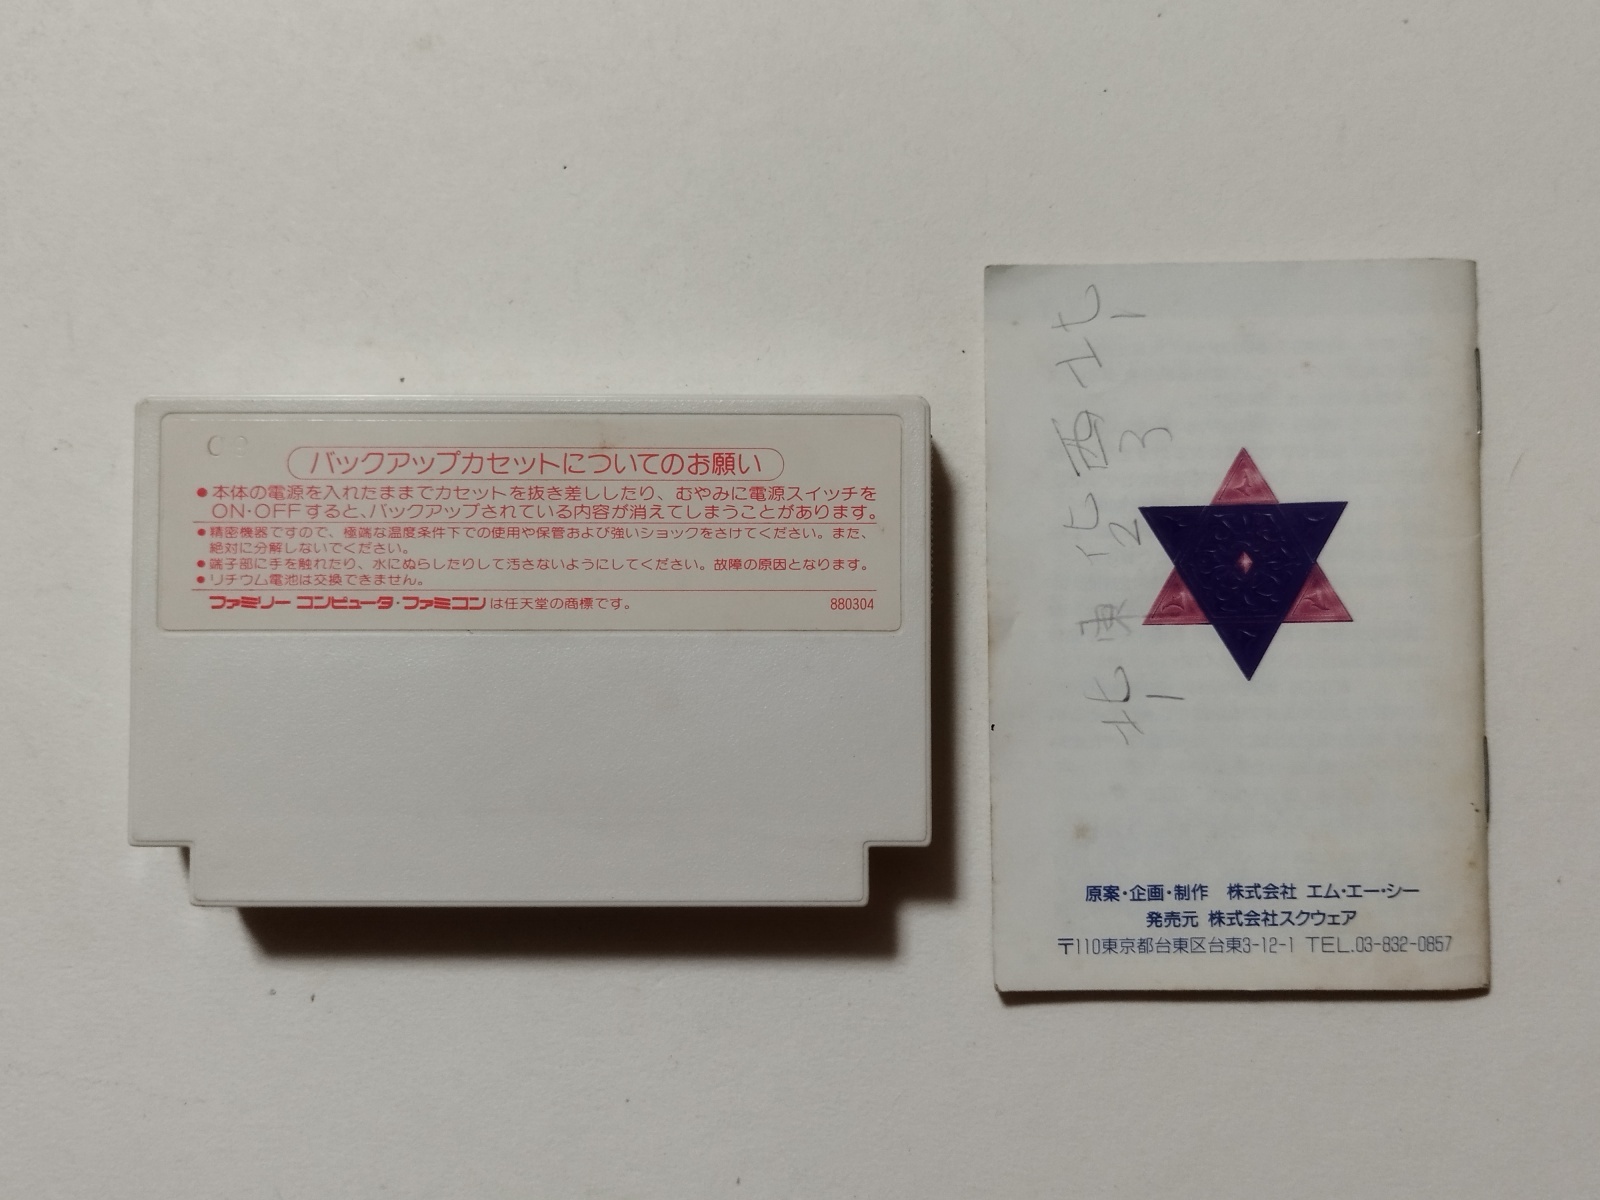 バックアップカセットについてのお願い
●本体の電源を入れたままでカセットを抜き差ししたり、むやみに電源スイッチを
ON・OFFすると、バックアップされている内容が消えてしまうことがあります。
●精密機器ですので、極端な温度条件下での使用や保管および強いショックをさけてください。また、
絶対に分解しないでください。
●端子部に手を触れたり、水にぬらしたりして汚さないようにしてください。故障の原因となります。
●リチウム電池は交換できません。
ファミリー コンピュータ・ファミコンは任天堂の商標です。 880304
北東北西北
1 2 3 1
原案・企画・制作 株式会社 エム・エー・シー
発売元 株式会社スクウェア
〒110東京都台東区台東3-12-1 TEL.03-832-0857